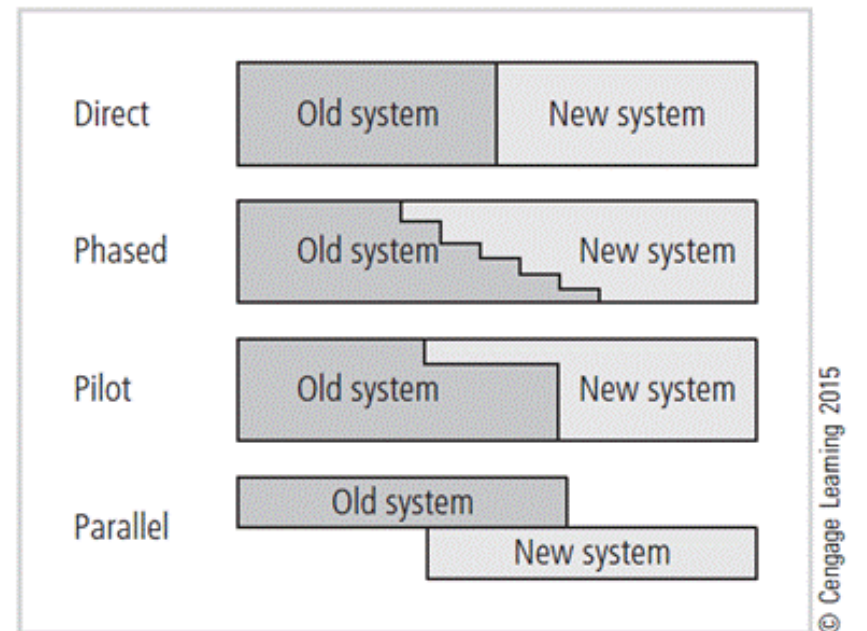 Direct
Old system
New system
Phased
Old system
New system
Pilot
Old system
New system
Parallel
Old system
New system
© Cengage Learning 2015